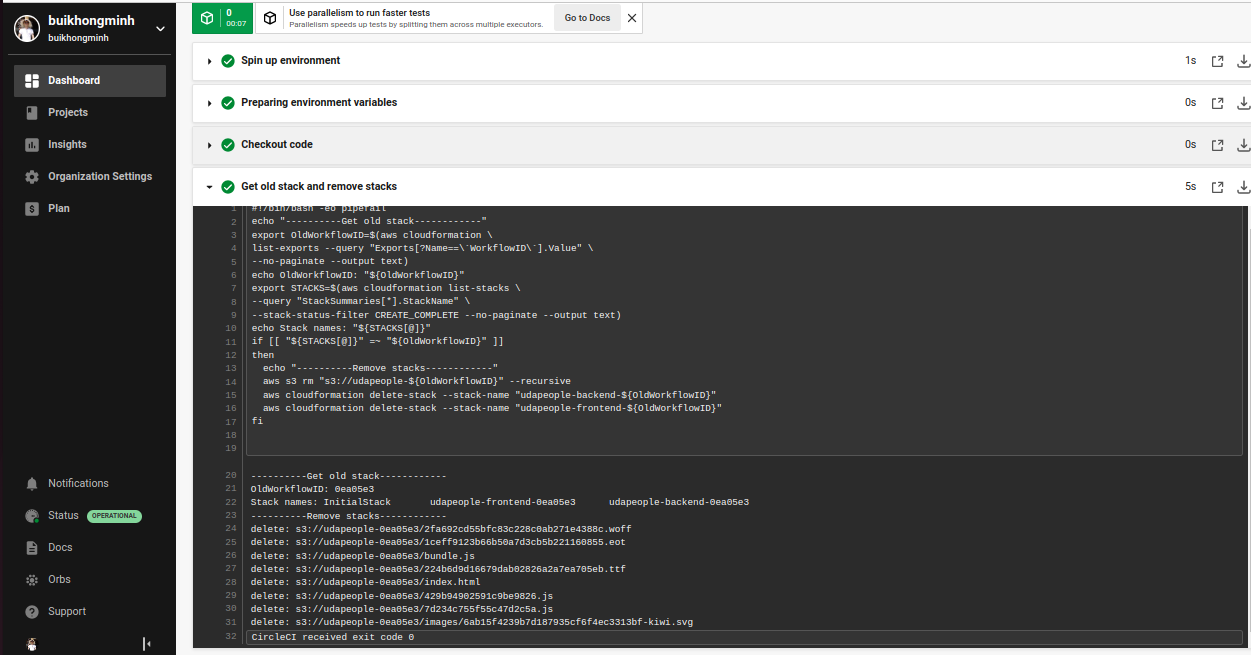 buikhongminh
buikhongminh
Dashboard
Projects
Insights
Organization Settings
$ Plan
Notifications
Status OPERATIONAL
Docs
Orbs
? Support
0
00:07
Use parallelism to run faster tests
Parallelism speeds up tests by splitting them across multiple executors.
Go to Docs
Spin up environment 1s
Preparing environment variables 0s
Checkout code 0s
Get old stack and remove stacks 5s
1 #!/bin/bash -eo pipefail
2 echo "----------Get old stack------------"
3 export OldWorkflowID=$(aws cloudformation \
4 list-exports --query "Exports[?Name==\`WorkflowID\`].Value" \
5 --no-paginate --output text)
6 echo OldWorkflowID: "${OldWorkflowID}"
7 export STACKS=$(aws cloudformation list-stacks \
8 --query "StackSummaries[*].StackName" \
9 --stack-status-filter CREATE_COMPLETE --no-paginate --output text)
10 echo Stack names: "${STACKS[@]}"
11 if [[ "${STACKS[@]}" =~ "${OldWorkflowID}" ]]
12 then
13   echo "----------Remove stacks------------"
14   aws s3 rm "s3://udapeople-${OldWorkflowID}" --recursive
15   aws cloudformation delete-stack --stack-name "udapeople-backend-${OldWorkflowID}"
16   aws cloudformation delete-stack --stack-name "udapeople-frontend-${OldWorkflowID}"
17 fi
18
19
20 ----------Get old stack------------
21 OldWorkflowID: 0ea05e3
22 Stack names: InitialStack udapeople-frontend-0ea05e3 udapeople-backend-0ea05e3
23 ----------Remove stacks------------
24 delete: s3://udapeople-0ea05e3/2fa692cd55bfc83c228c0ab271e4388c.woff
25 delete: s3://udapeople-0ea05e3/1ceff9123b66b50a7d3cb5b221160855.eot
26 delete: s3://udapeople-0ea05e3/bundle.js
27 delete: s3://udapeople-0ea05e3/224b6d9d16679dab02826a2a7ea705eb.ttf
28 delete: s3://udapeople-0ea05e3/index.html
29 delete: s3://udapeople-0ea05e3/429b94902591c9be9826.js
30 delete: s3://udapeople-0ea05e3/7d234c755f55c47d2c5a.js
31 delete: s3://udapeople-0ea05e3/images/6ab15f4239b7d187935cf6f4ec3313bf-kiwi.svg
32 CircleCI received exit code 0